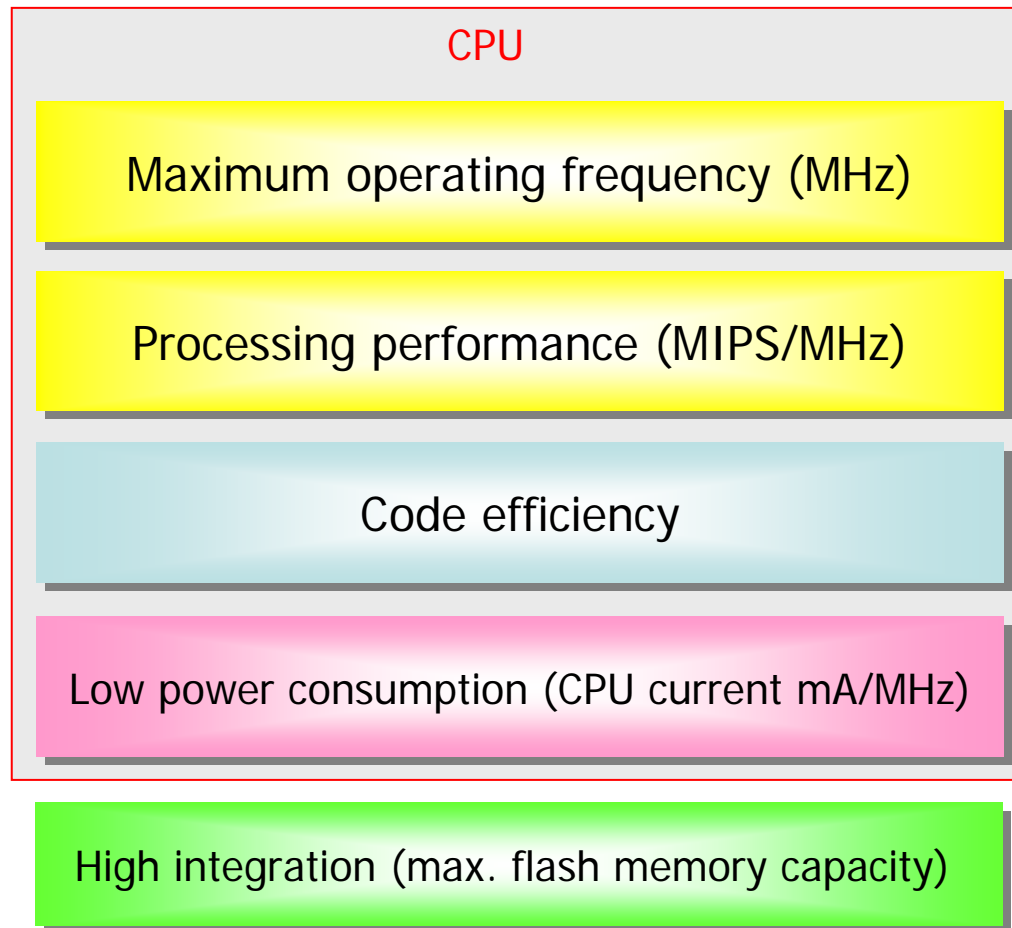 CPU
Maximum operating frequency (MHz)
Processing performance (MIPS/MHz)
Code efficiency
Low power consumption (CPU current mA/MHz)
High integration (max. flash memory capacity)